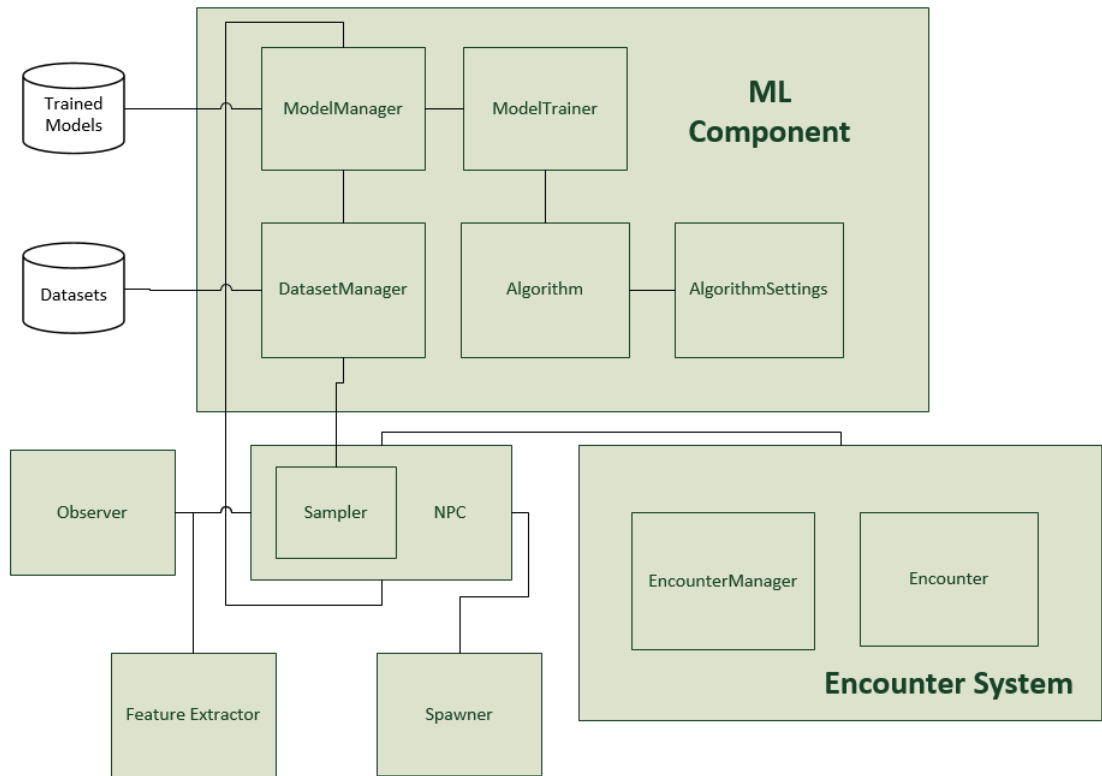 Trained
Models
ModelManager
ModelTrainer
ML
Component
Datasets
DatasetManager
Algorithm
AlgorithmSettings
Observer
Sampler
NPC
EncounterManager
Encounter
Encounter System
Feature Extractor
Spawner